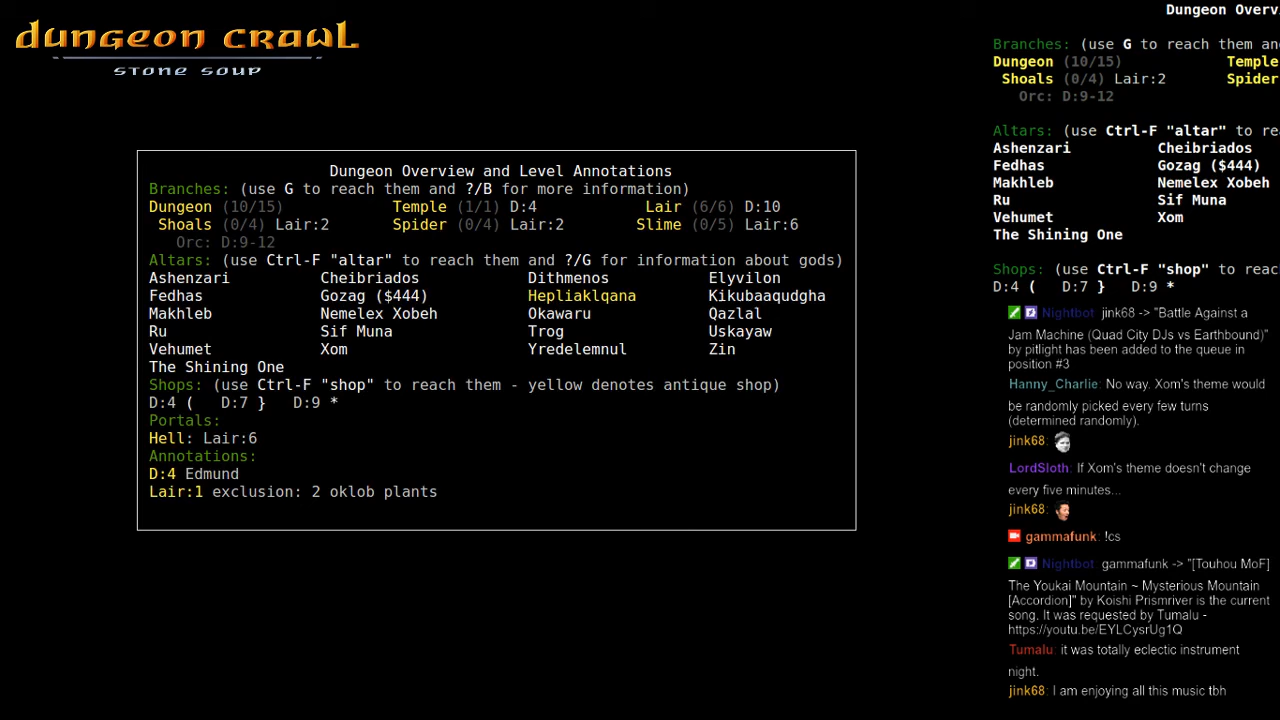 dungeon crawl
stone soup
Dungeon Overview and Level Annotations
Branches: (use G to reach them and ?/B for more information)
Dungeon (10/15) Temple (1/1) D:4 Lair (6/6) D:10
Shoals (0/4) Lair:2 Spider (0/4) Lair:2 Slime (0/5) Lair:6
Orc: D:9-12
Altars: (use Ctrl-F "altar" to reach them and ?/G for information about gods)
Ashenzari Cheibriados Dithmenos Elyvilon
Fedhas Gozag ($444) Hepliaklqana Kikubaaqudgha
Makhleb Nemelex Xobeh Okawaru Qazlal
Ru Sif Muna Trog Uskayaw
Vehumet Xom Yredelemnul Zin
The Shining One
Shops: (use Ctrl-F "shop" to reach them - yellow denotes antique shop)
D:4 ( D:7 } D:9 *
Portals:
Hell: Lair:6
Annotations:
D:4 Edmund
Lair:1 exclusion: 2 oklob plants
Dungeon Overv
Branches: (use G to reach them and
Dungeon (10/15) Temple
Shoals (0/4) Lair:2 Spider
Orc: D:9-12
Altars: (use Ctrl-F "altar" to rea
Ashenzari Cheibriados
Fedhas Gozag ($444)
Makhleb Nemelex Xobeh
Ru Sif Muna
Vehumet Xom
The Shining One
Shops: (use Ctrl-F "shop" to reach
D:4 ( D:7 } D:9 *
Nightbot: jink68 -> "Battle Against a
Jam Machine (Quad City DJs vs Earthbound)"
by pitlight has been added to the queue in
position #3
Hanny_Charlie: No way. Xom's theme would
be randomly picked every few turns
(determined randomly).
jink68:
LordSloth: If Xom's theme doesn't change
every five minutes...
jink68:
gammafunk: !cs
Nightbot: gammafunk -> "[Touhou MoF]
The Youkai Mountain ~ Mysterious Mountain
[Accordion]" by Koishi Prismriver is the current
song. It was requested by Tumalu -
https://youtu.be/EYLCysrUg1Q
Tumalu: it was totally eclectic instrument
night.
jink68: I am enjoying all this music tbh